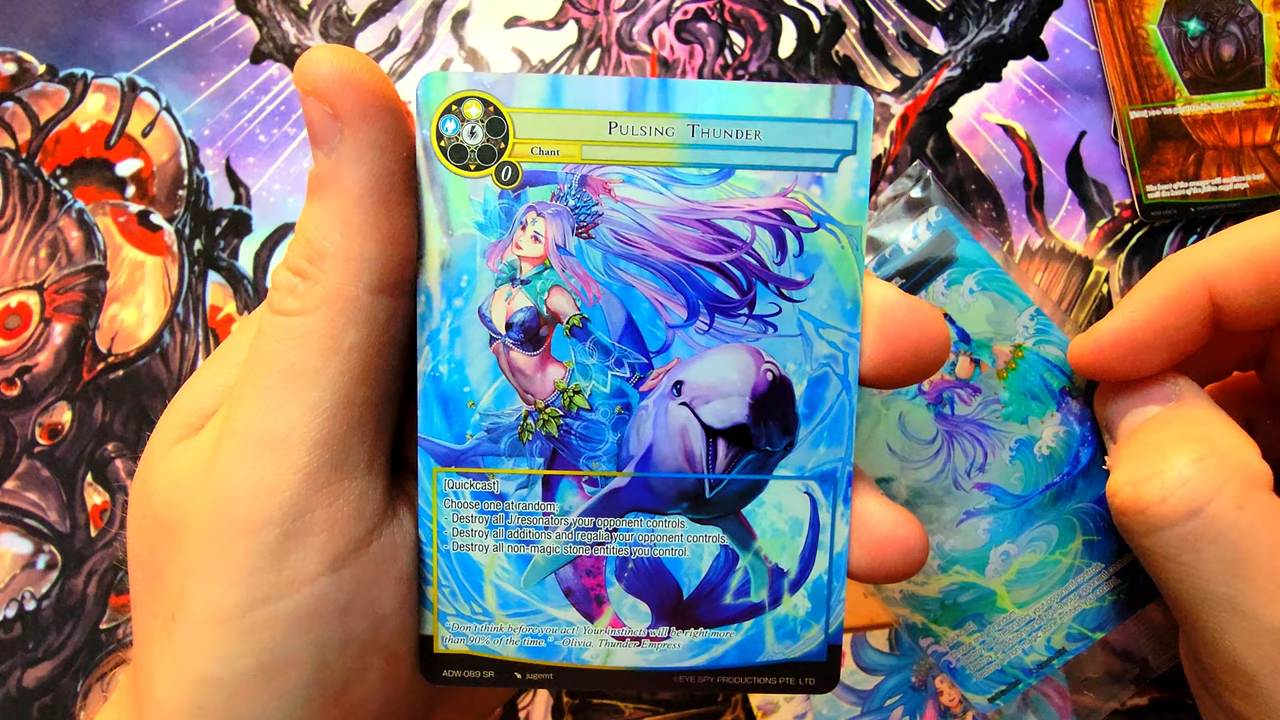 PULSING THUNDER
Chant
0
[Quickcast]
Choose one at random;
- Destroy all J/resonators your opponent controls.
- Destroy all additions and regalia your opponent controls.
- Destroy all non-magic stone entities you control.
"Don't think before you act! Your instincts will be right more
than 90% of the time." - Olivia, Thunder Empress
ADW-089 SR jugemt ©EYE SPY PRODUCTIONS PTE. LTD